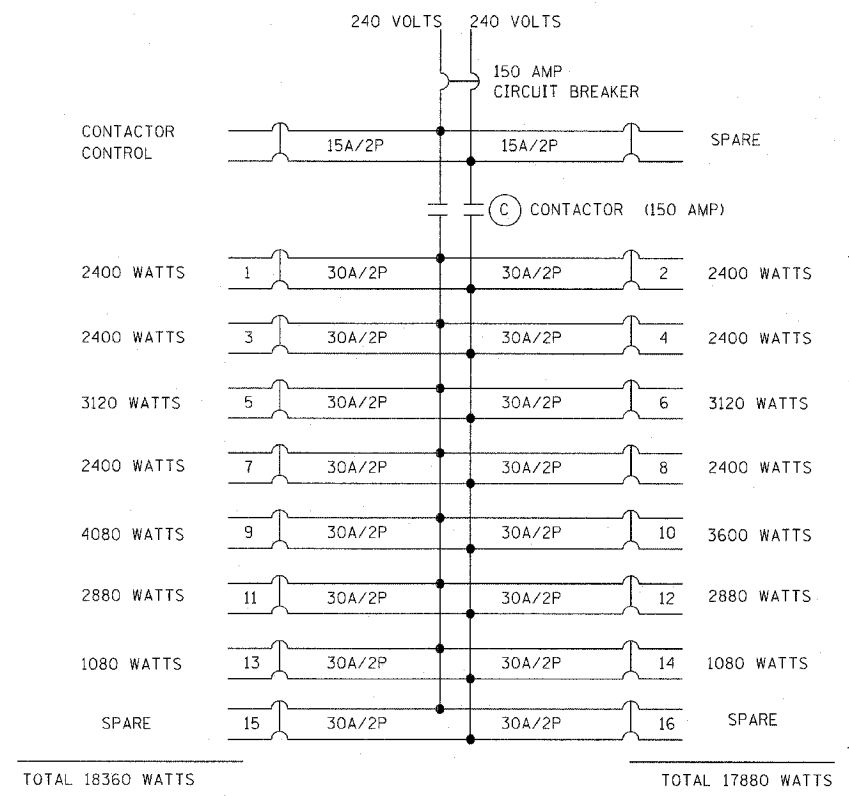 240 VOLTS 240 VOLTS
150 AMP
CIRCUIT BREAKER
CONTACTOR
CONTROL
15A/2P 15A/2P SPARE
C CONTACTOR (150 AMP)
2400 WATTS 1 30A/2P 30A/2P 2 2400 WATTS
2400 WATTS 3 30A/2P 30A/2P 4 2400 WATTS
3120 WATTS 5 30A/2P 30A/2P 6 3120 WATTS
2400 WATTS 7 30A/2P 30A/2P 8 2400 WATTS
4080 WATTS 9 30A/2P 30A/2P 10 3600 WATTS
2880 WATTS 11 30A/2P 30A/2P 12 2880 WATTS
1080 WATTS 13 30A/2P 30A/2P 14 1080 WATTS
SPARE 15 30A/2P 30A/2P 16 SPARE
TOTAL 18360 WATTS TOTAL 17880 WATTS